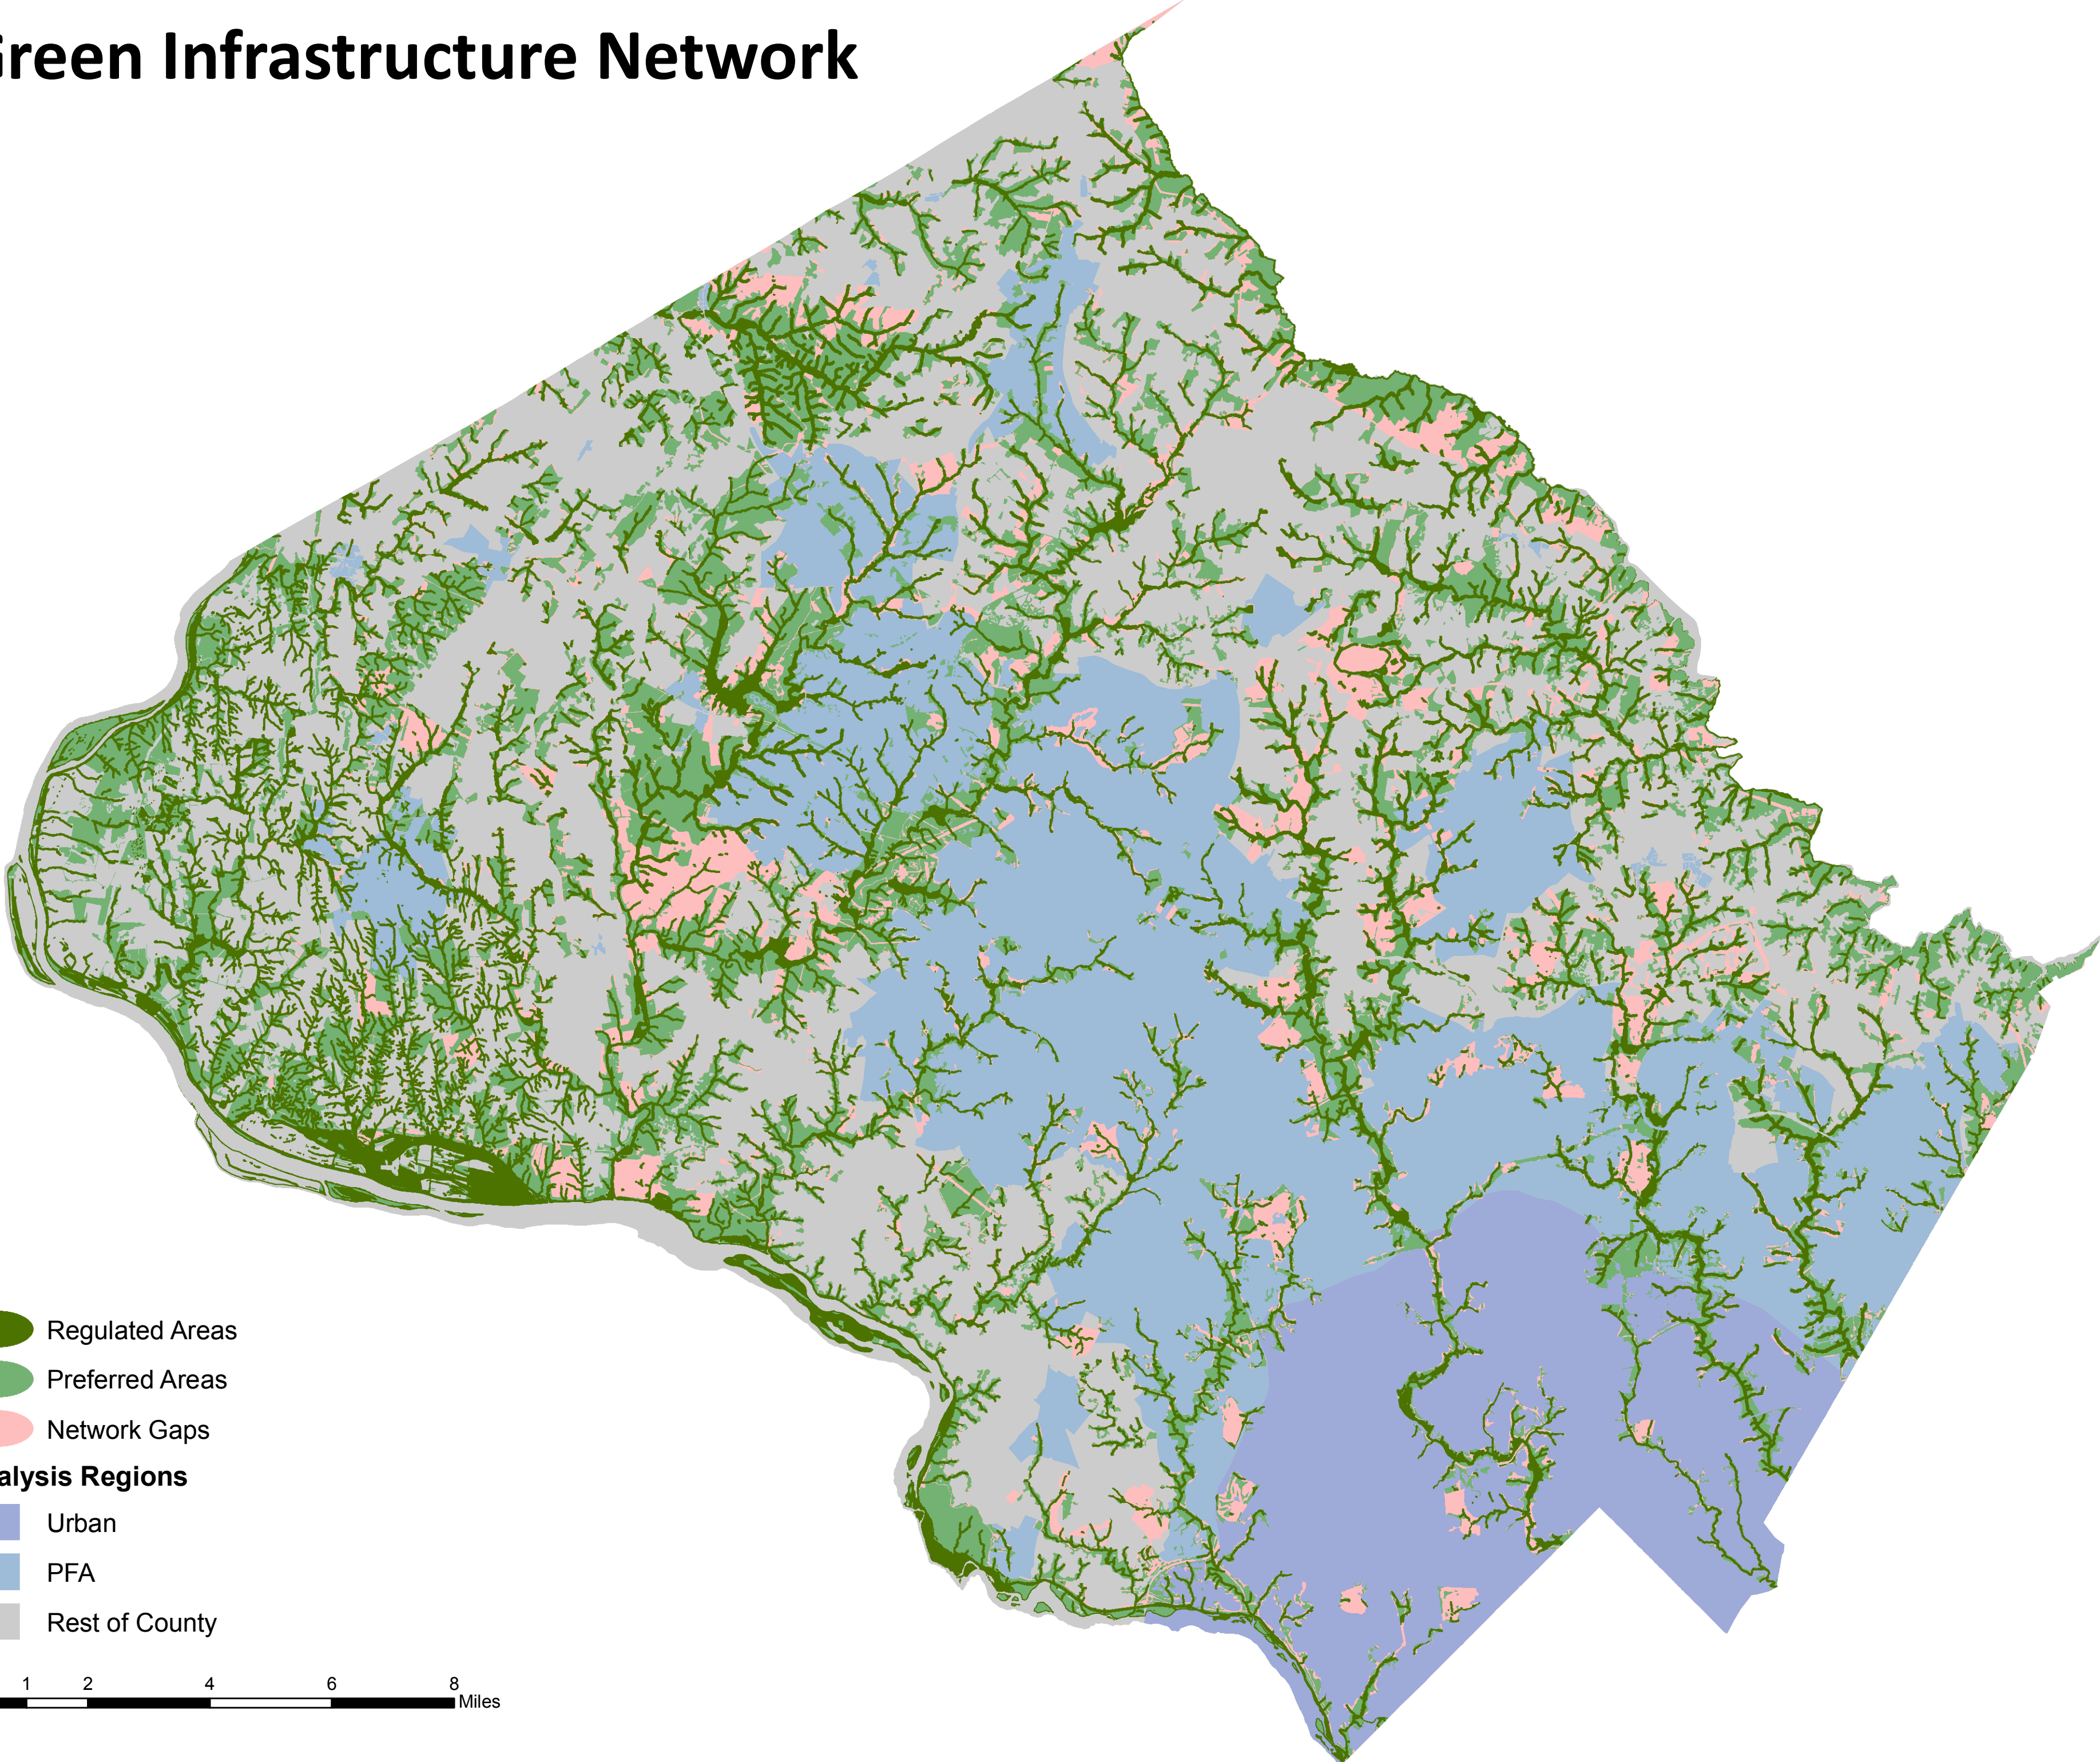 reen Infrastructure Network
Regulated Areas
Preferred Areas
Network Gaps
alysis Regions
Urban
PFA
Rest of County
1 2 4 6 8
Miles